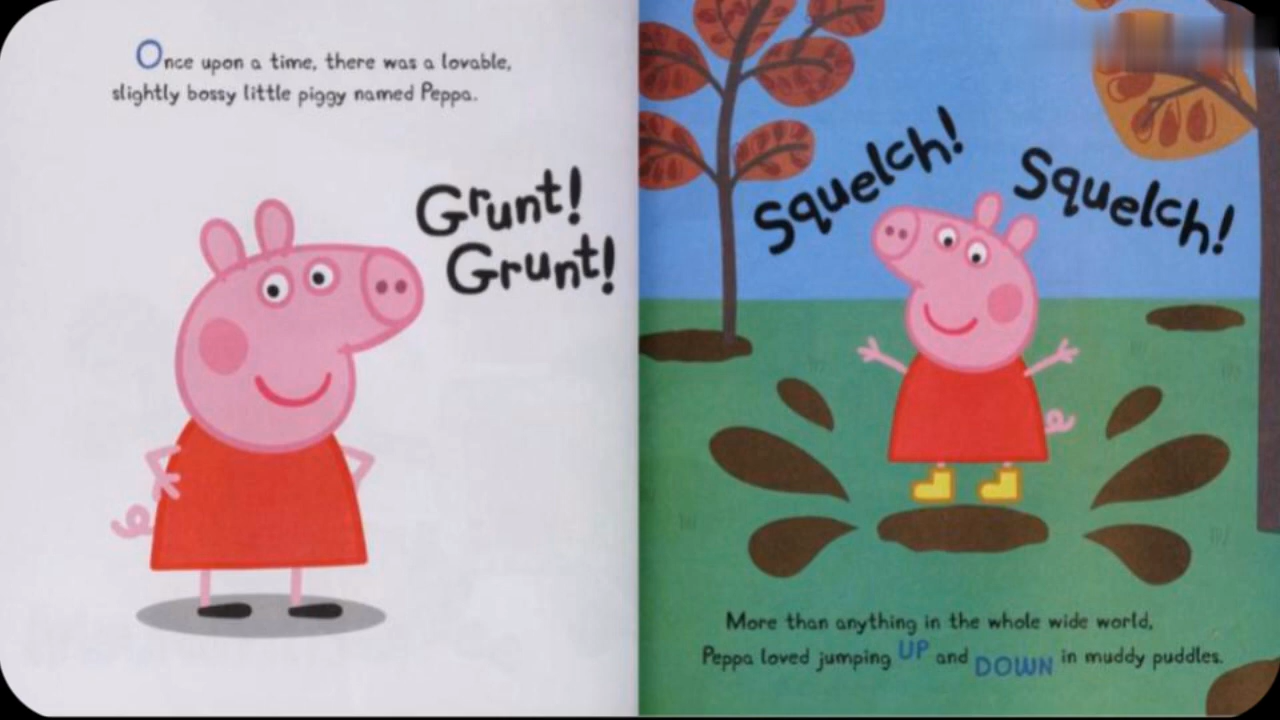 Once upon a time, there was a lovable,
slightly bossy little piggy named Peppa.
Grunt!
Grunt!
Squelch!
Squelch!
More than anything in the whole wide world,
Peppa loved jumping UP and DOWN in muddy puddles.